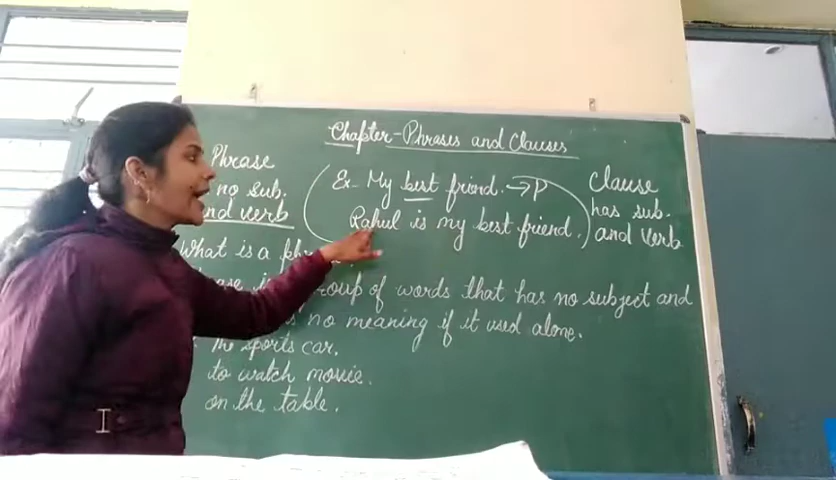 Chapter - Phrases and Clauses
Phrase
no sub.
and verb
Ex- My best friend. → P
Rahul is my best friend.
Clause
has sub.
and verb
What is a
group of words that has no subject and
no meaning if it used alone.
The sports car.
to watch movie.
on the table.